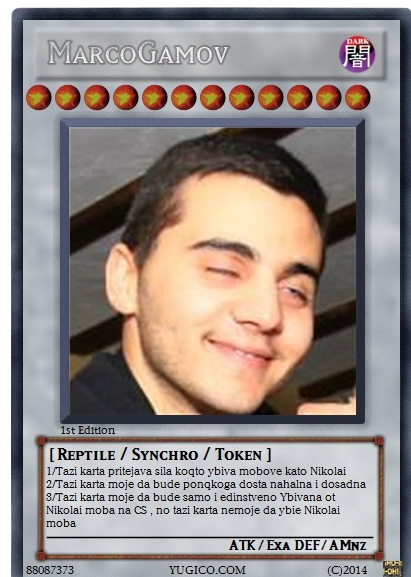 MarcoGamov
DARK
闇
1st Edition
[ Reptile / Synchro / Token ]
1/Tazi karta pritejava sila koqto ybiva mobove kato Nikolai
2/Tazi karta moje da bude ponqkoga dosta nahalna i dosadna
3/Tazi karta moje da bude samo i edinstveno Ybivana ot
Nikolai moba na CS , no tazi karta nemoje da ybie Nikolai
moba
ATK / Exa DEF/ AMnz
88087373 YUGICO.COM (C)2014